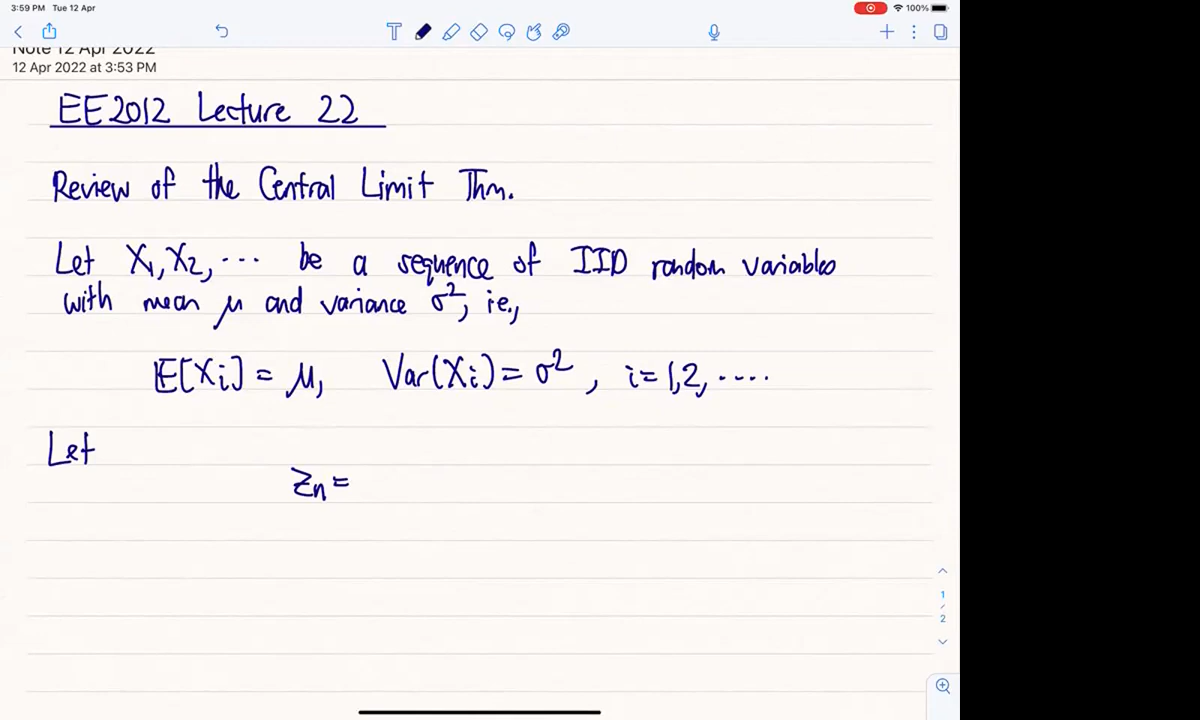 3:59 PM Tue 12 Apr
100%
Note 12 Apr 2022
12 Apr 2022 at 3:53 PM
EE2012 Lecture 22
Review of the Central Limit Thm.
Let X₁, X₂, ··· be a sequence of IID random variables
with mean μ and variance σ², i.e.,
E[Xi] = μ, Var(Xi) = σ², i = 1, 2, ····
Let
Zn =
1
/
2